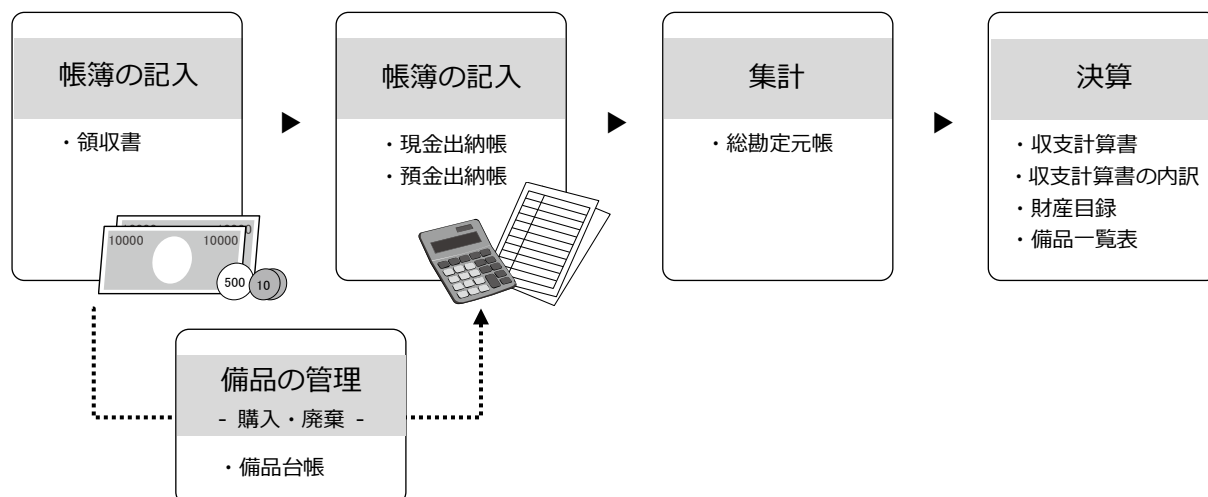 帳簿の記入
・領収書
10000
10000
10000
10000
500
10
▶
帳簿の記入
・現金出納帳
・預金出納帳
▶
集計
・総勘定元帳
▶
決算
・収支計算書
・収支計算書の内訳
・財産目録
・備品一覧表
備品の管理
- 購入・廃棄 -
・備品台帳